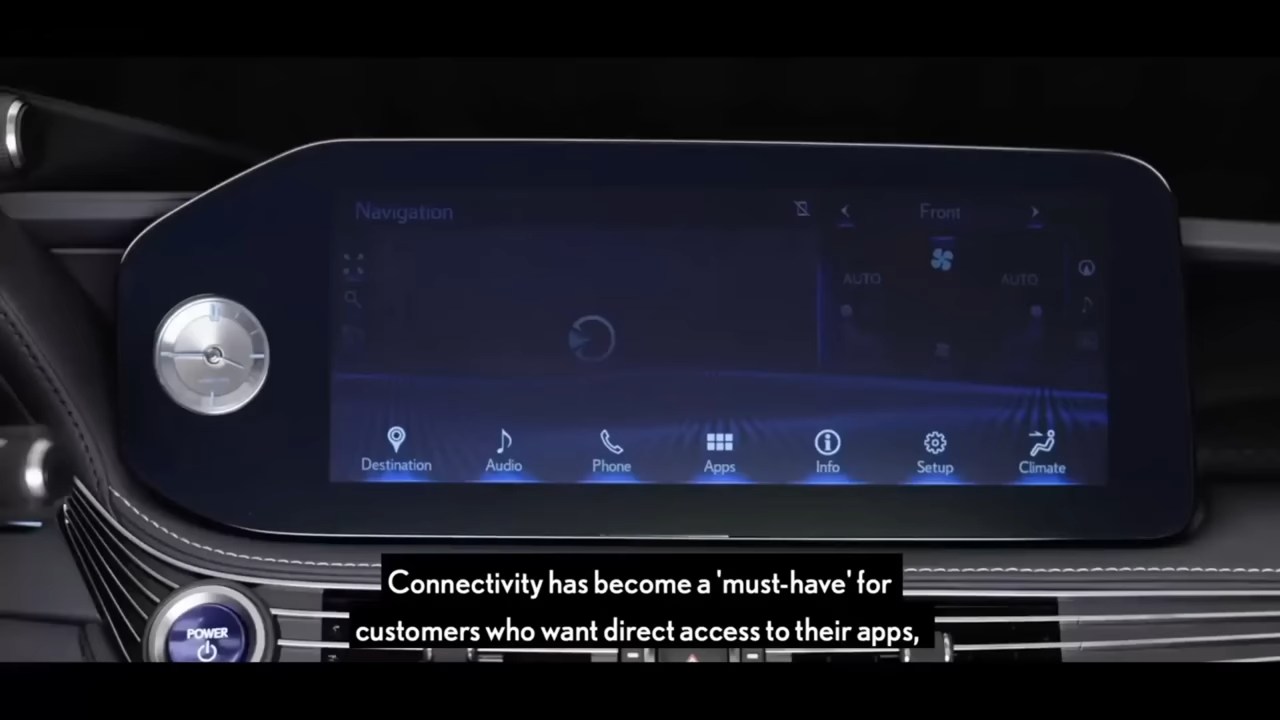 Navigation
Front
AUTO
AUTO
Destination
Audio
Phone
Apps
Info
Setup
Climate
Connectivity has become a 'must-have' for
customers who want direct access to their apps,
POWER